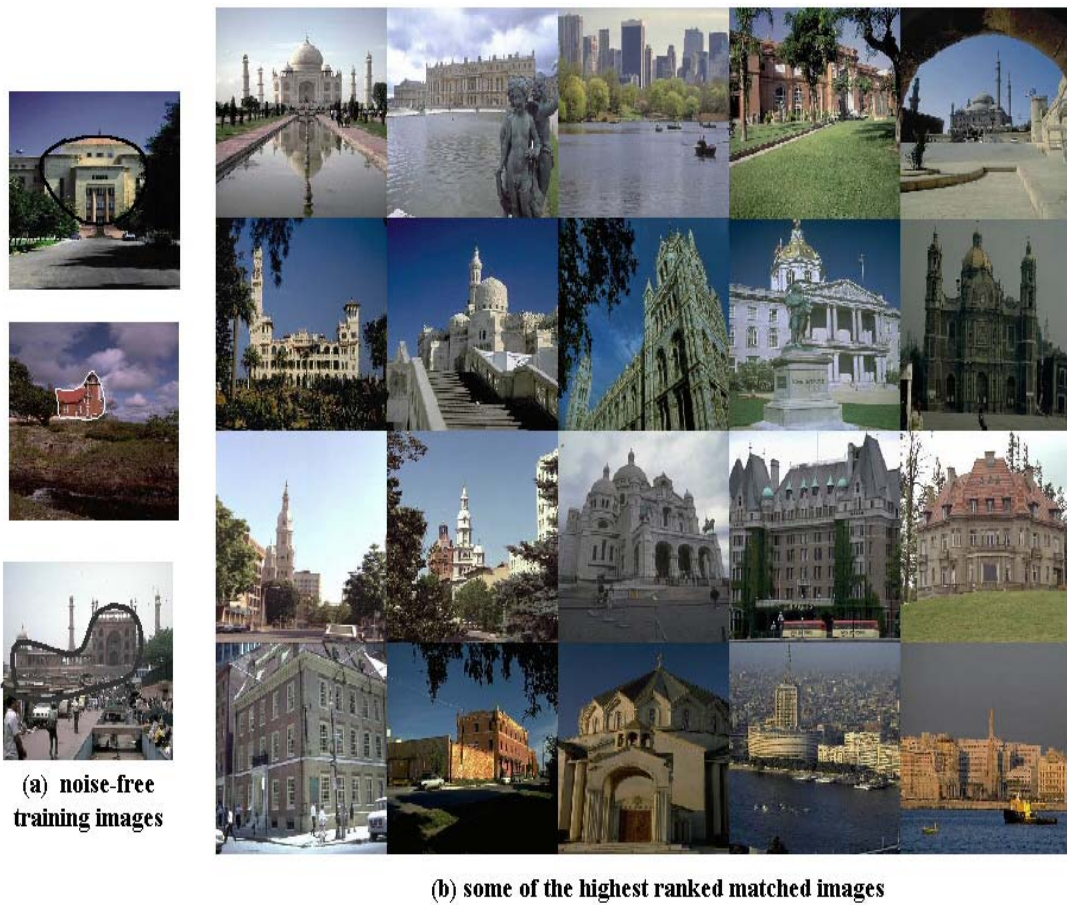 (a) noise-free
training images
(b) some of the highest ranked matched images